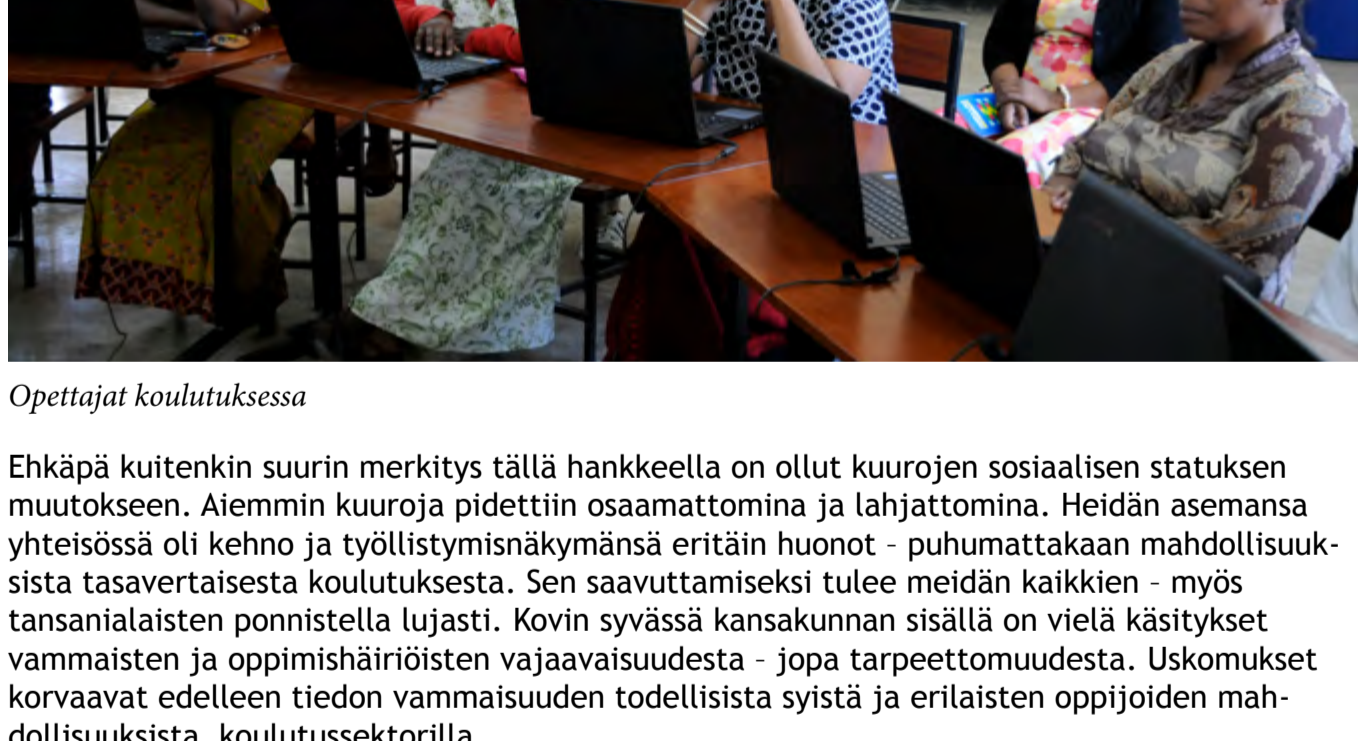 Opettajat koulutuksessa
Ehkäpä kuitenkin suurin merkitys tällä hankkeella on ollut kuurojen sosiaalisen statuksen
muutokseen. Aiemmin kuuroja pidettiin osaamattomina ja lahjattomina. Heidän asemansa
yhteisössä oli kehno ja työllistymisnäkymänsä eritäin huonot – puhumattakaan mahdollisuuk-
sista tasavertaisesta koulutuksesta. Sen saavuttamiseksi tulee meidän kaikkien – myös
tansanialaisten ponnistella lujasti. Kovin syvässä kansakunnan sisällä on vielä käsitykset
vammaisten ja oppimishäiriöisten vajaavaisuudesta – jopa tarpeettomuudesta. Uskomukset
korvaavat edelleen tiedon vammaisuuden todellisista syistä ja erilaisten oppijoiden mah-
dollisuuksista koulutussektorilla